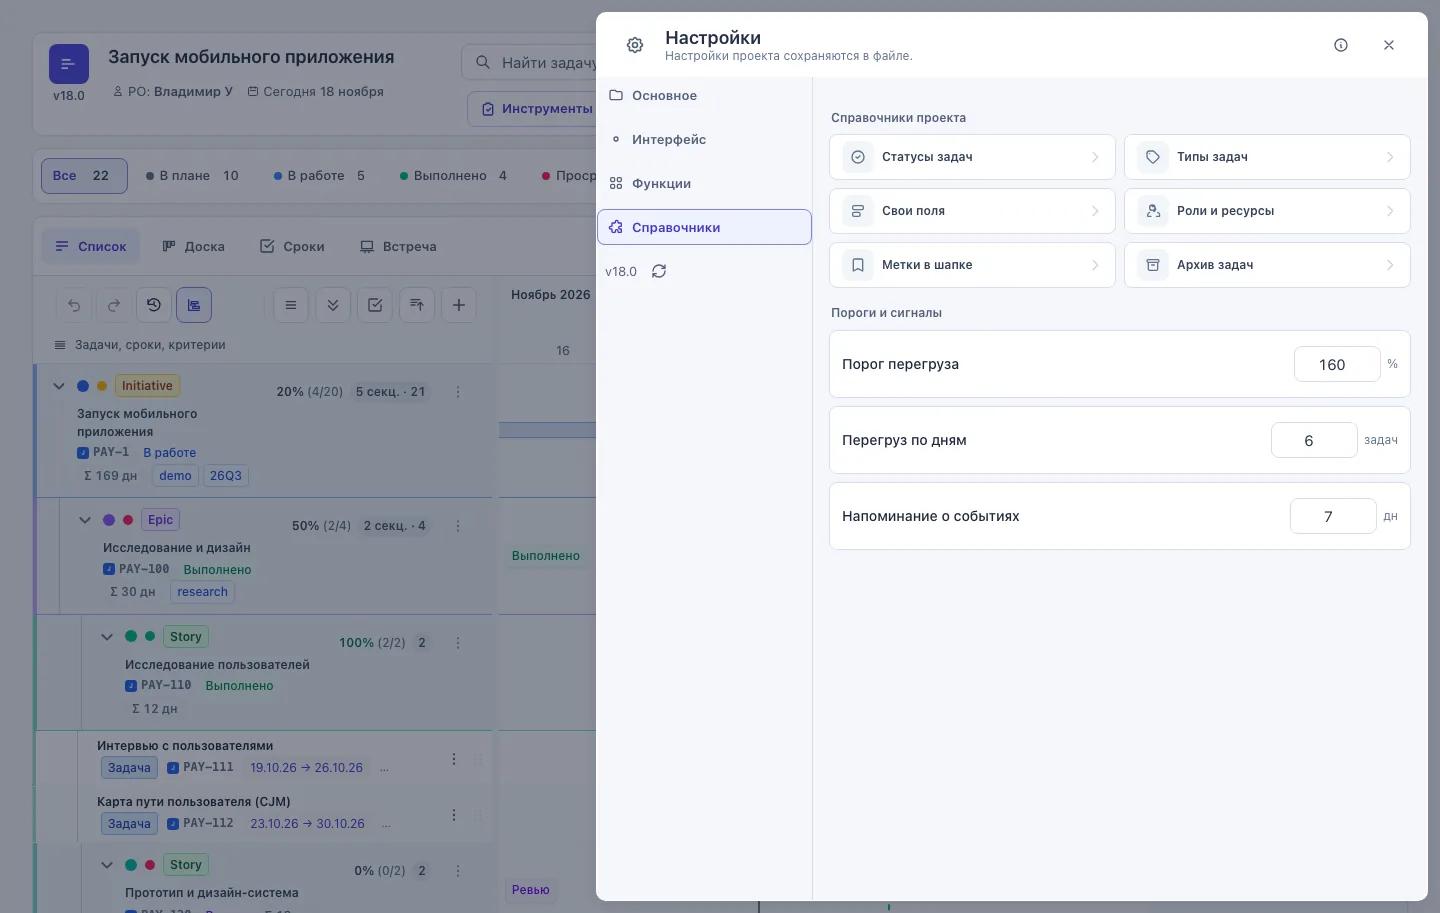 Запуск мобильного приложения
v18.0
PO: Владимир У
Сегодня 18 ноября
Найти задачу
Инструменты
Все 22
В плане 10
В работе 5
Выполнено 4
Список
Доска
Сроки
Встреча
Ноябрь 2026
Задачи, сроки, критерии
16
Initiative
20% (4/20) 5 секц. · 21
Запуск мобильного
приложения
PAY-1 В работе
Σ 169 дн demo 26Q3
Epic
50% (2/4) 2 секц. · 4
Исследование и дизайн
PAY-100 Выполнено
Σ 30 дн research
Выполнено
Story
100% (2/2) 2
Исследование пользователей
PAY-110 Выполнено
Σ 12 дн
Интервью с пользователями
Задача PAY-111 19.10.26 → 26.10.26 ...
Карта пути пользователя (CJM)
Задача PAY-112 23.10.26 → 30.10.26 ...
Story
0% (0/2) 2
Прототип и дизайн-система
Ревью
Настройки
Настройки проекта сохраняются в файле.
Основное
Интерфейс
Функции
Справочники
v18.0
Справочники проекта
Статусы задач
Типы задач
Свои поля
Роли и ресурсы
Метки в шапке
Архив задач
Пороги и сигналы
Порог перегруза 160 %
Перегруз по дням 6 задач
Напоминание о событиях 7 дн